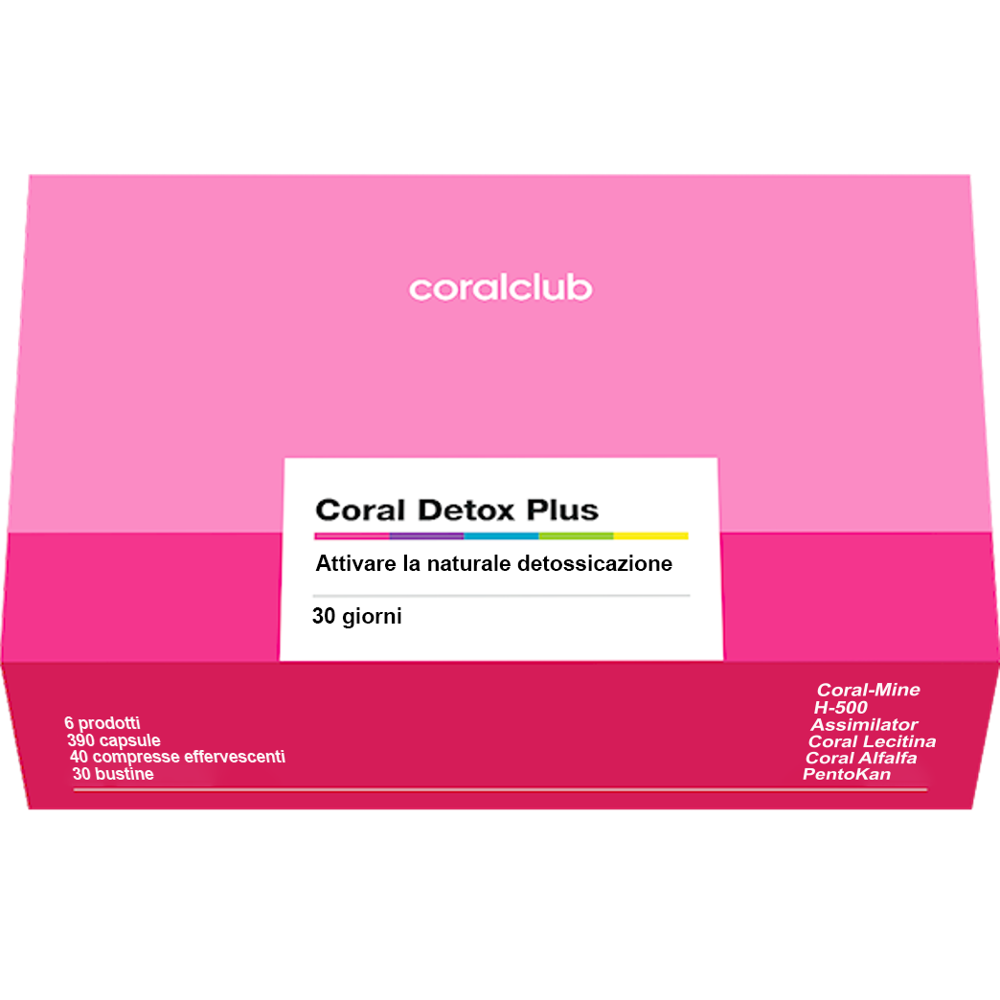 coralclub
Coral Detox Plus
Attivare la naturale detossicazione
30 giorni
6 prodotti
390 capsule
40 compresse effervescenti
30 bustine
Coral-Mine
H-500
Assimilator
Coral Lecitina
Coral Alfalfa
PentoKan